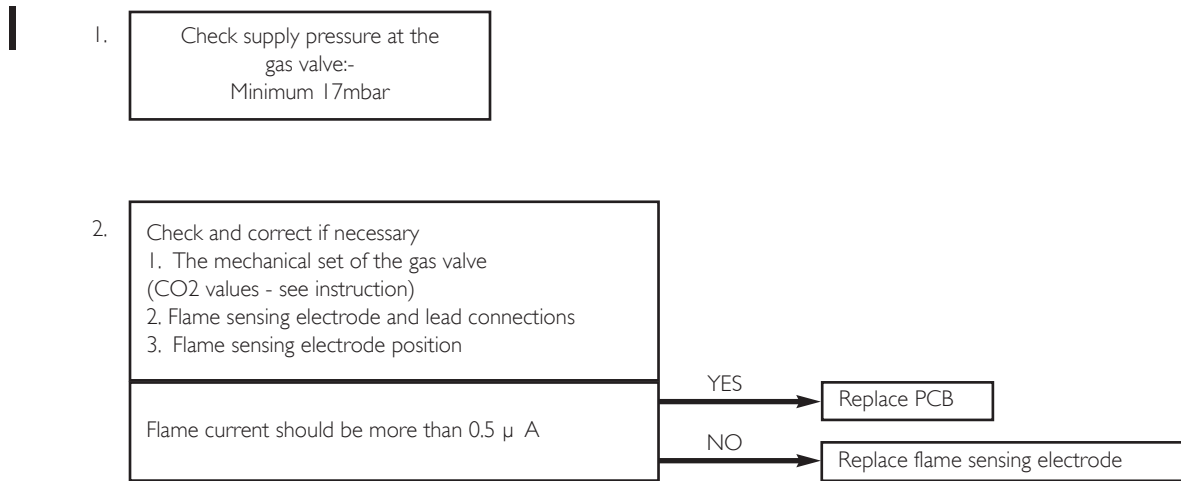 1.
Check supply pressure at the
gas valve:-
Minimum 17mbar
2.
Check and correct if necessary
1. The mechanical set of the gas valve
(CO2 values - see instruction)
2. Flame sensing electrode and lead connections
3. Flame sensing electrode position
Flame current should be more than 0.5 μ A
YES
Replace PCB
NO
Replace flame sensing electrode